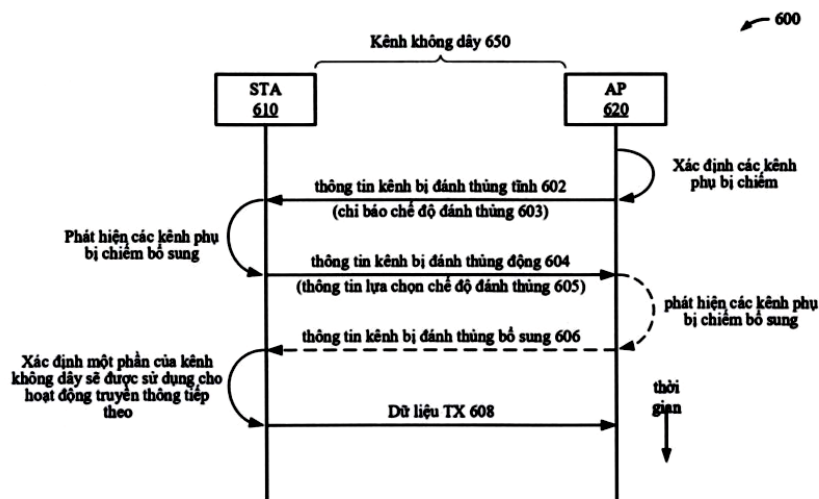 600
Kênh không dây 650
STA
610
AP
620
Xác định các kênh
phụ bị chiếm
thông tin kênh bị đánh thủng tĩnh 602
(chỉ báo chế độ đánh thủng 603)
Phát hiện các kênh phụ
bị chiếm bổ sung
thông tin kênh bị đánh thủng động 604
(thông tin lựa chọn chế độ đánh thủng 605)
phát hiện các kênh phụ
bị chiếm bổ sung
thông tin kênh bị đánh thủng bổ sung 606
Xác định một phần của kênh
không dây sẽ được sử dụng cho
hoạt động truyền thông tiếp
theo
thời
gian
Dữ liệu TX 608